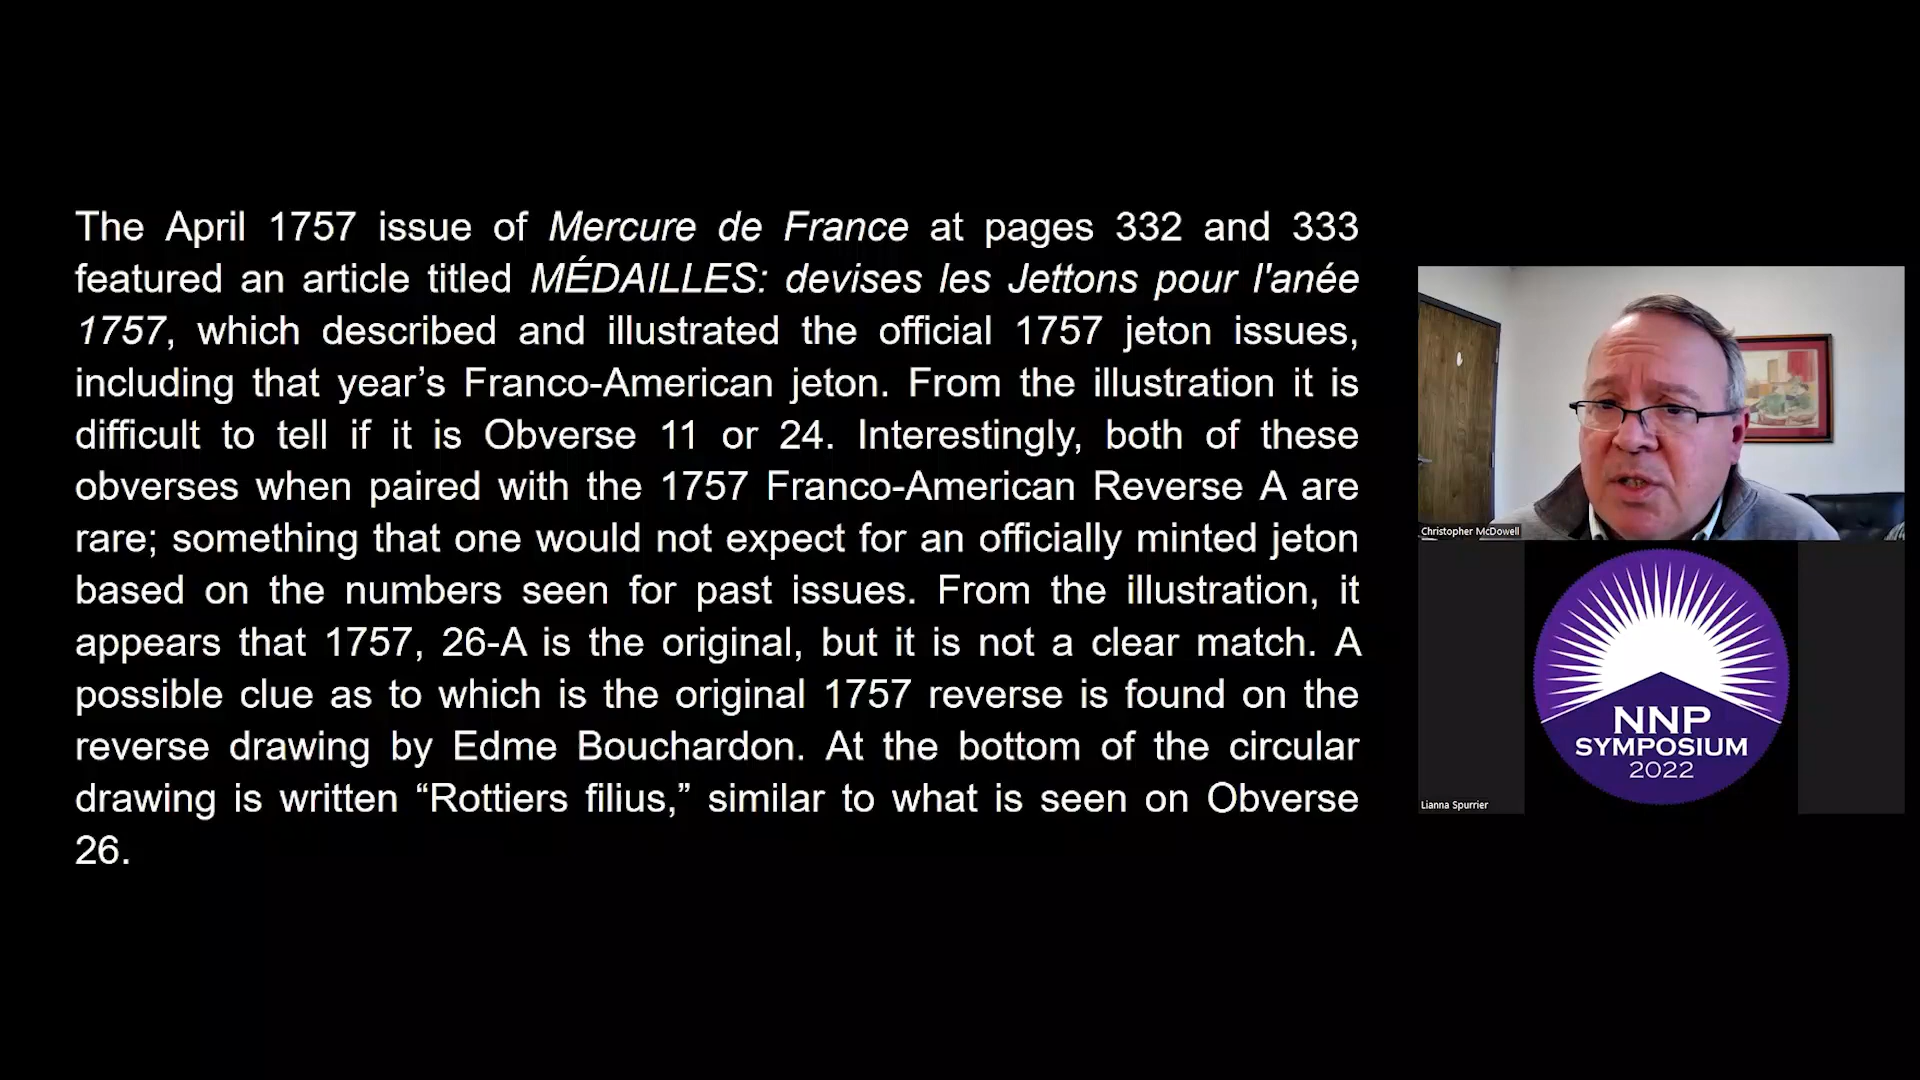 The April 1757 issue of Mercure de France at pages 332 and 333
featured an article titled MÉDAILLES: devises les Jettons pour l'anée
1757, which described and illustrated the official 1757 jeton issues,
including that year’s Franco-American jeton. From the illustration it is
difficult to tell if it is Obverse 11 or 24. Interestingly, both of these
obverses when paired with the 1757 Franco-American Reverse A are
rare; something that one would not expect for an officially minted jeton
based on the numbers seen for past issues. From the illustration, it
appears that 1757, 26-A is the original, but it is not a clear match. A
possible clue as to which is the original 1757 reverse is found on the
reverse drawing by Edme Bouchardon. At the bottom of the circular
drawing is written “Rottiers filius,” similar to what is seen on Obverse
26.
Christopher McDowell
NNP
SYMPOSIUM
2022
Lianna Spurrier